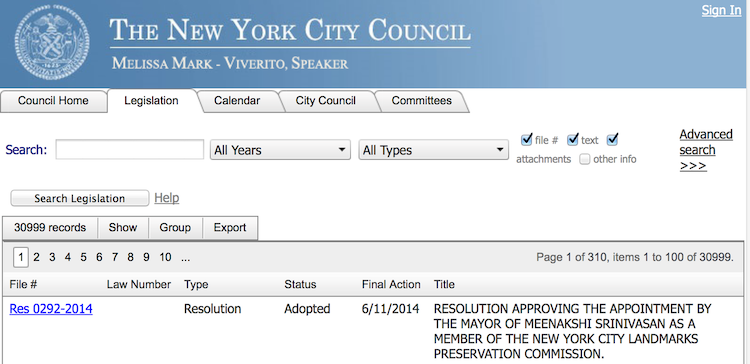 Sign In
THE NEW YORK CITY COUNCIL
MELISSA MARK - VIVERITO, SPEAKER
Council Home Legislation Calendar City Council Committees
Search: All Years All Types file # text
attachments other info
Advanced
search
>>>
Search Legislation Help
30999 records Show Group Export
1 2 3 4 5 6 7 8 9 10 ... Page 1 of 310, items 1 to 100 of 30999.
File # Law Number Type Status Final Action Title
Res 0292-2014 Resolution Adopted 6/11/2014 RESOLUTION APPROVING THE APPOINTMENT BY
THE MAYOR OF MEENAKSHI SRINIVASAN AS A
MEMBER OF THE NEW YORK CITY LANDMARKS
PRESERVATION COMMISSION.